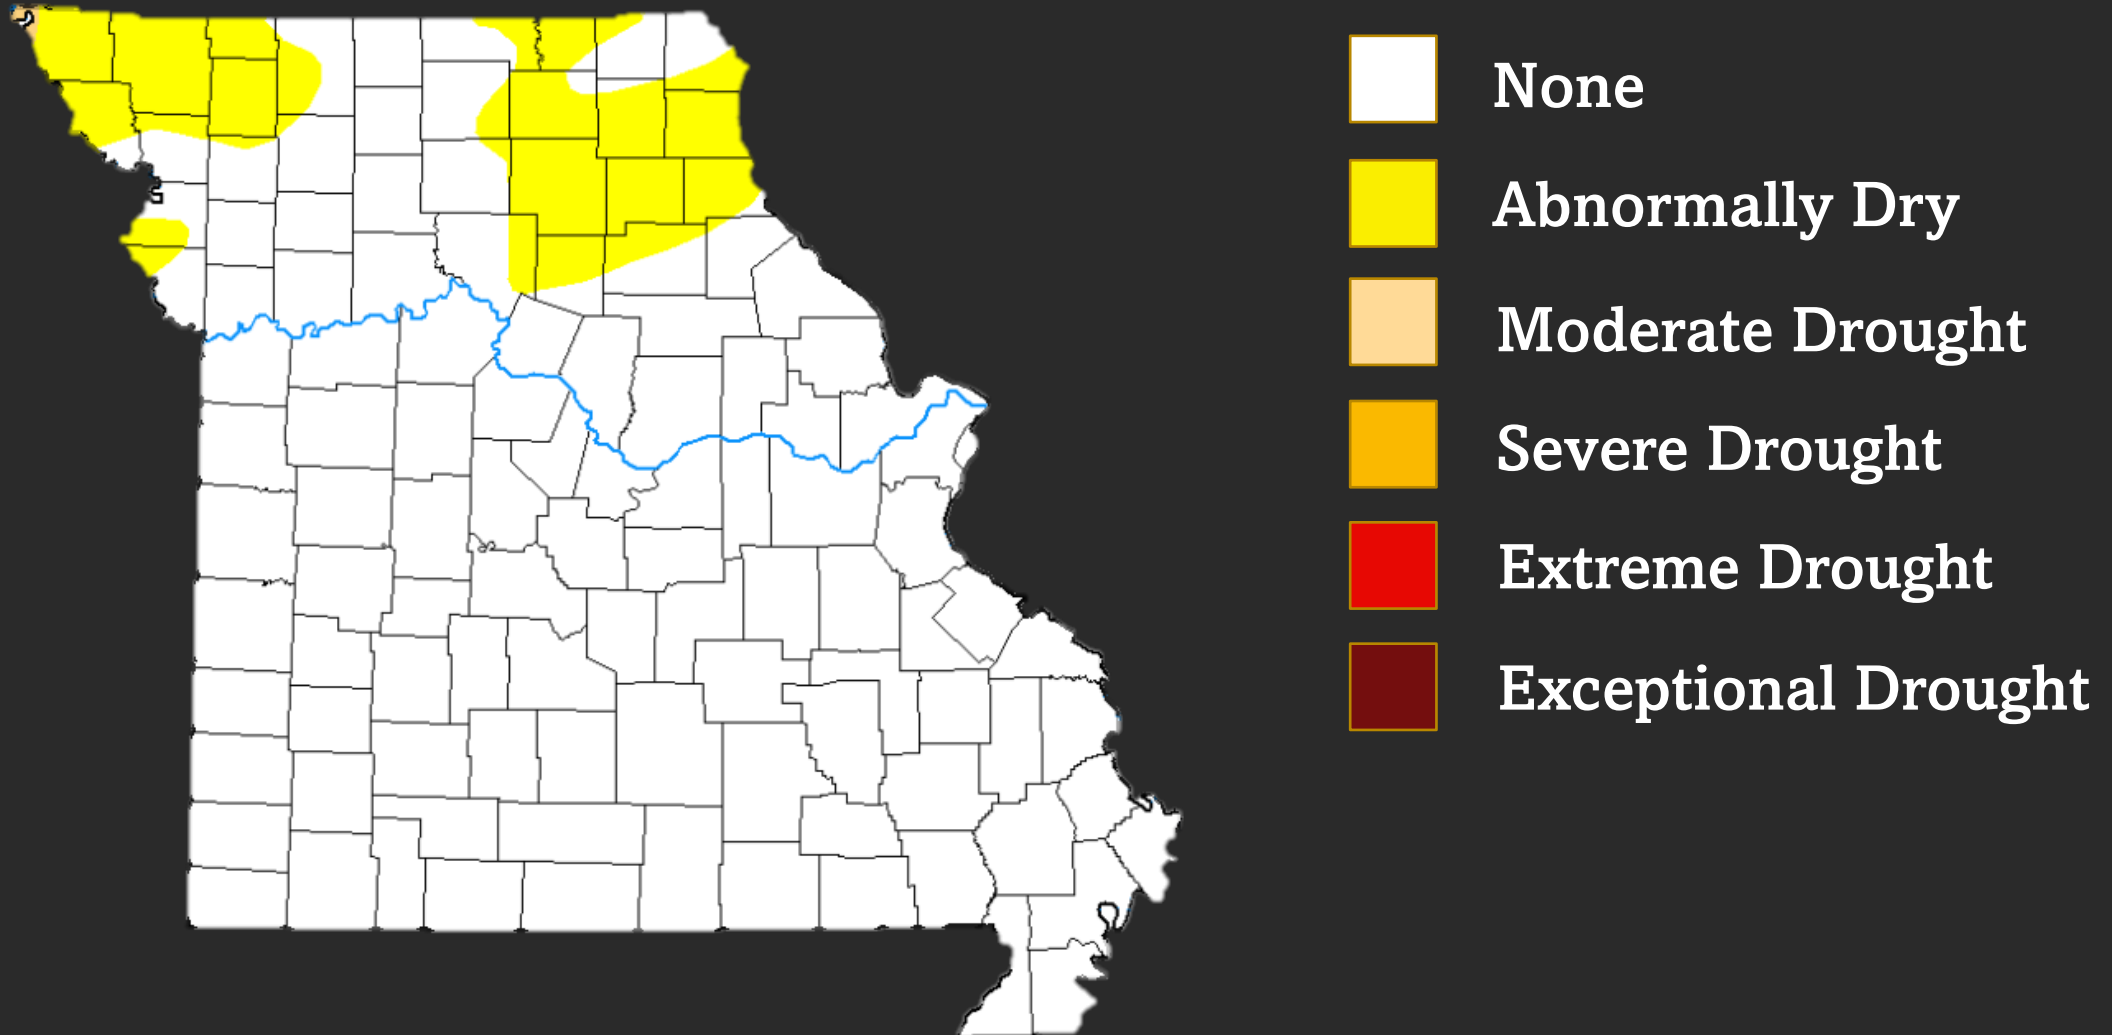 None
Abnormally Dry
Moderate Drought
Severe Drought
Extreme Drought
Exceptional Drought